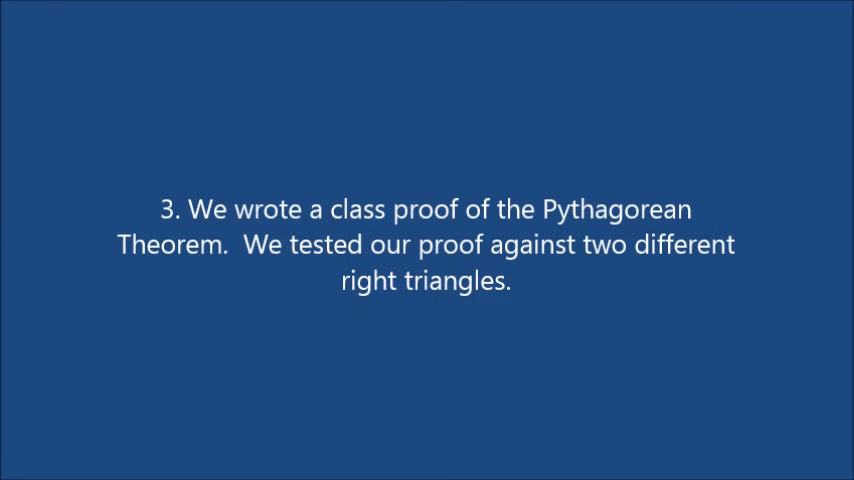 3. We wrote a class proof of the Pythagorean
Theorem.  We tested our proof against two different
right triangles.